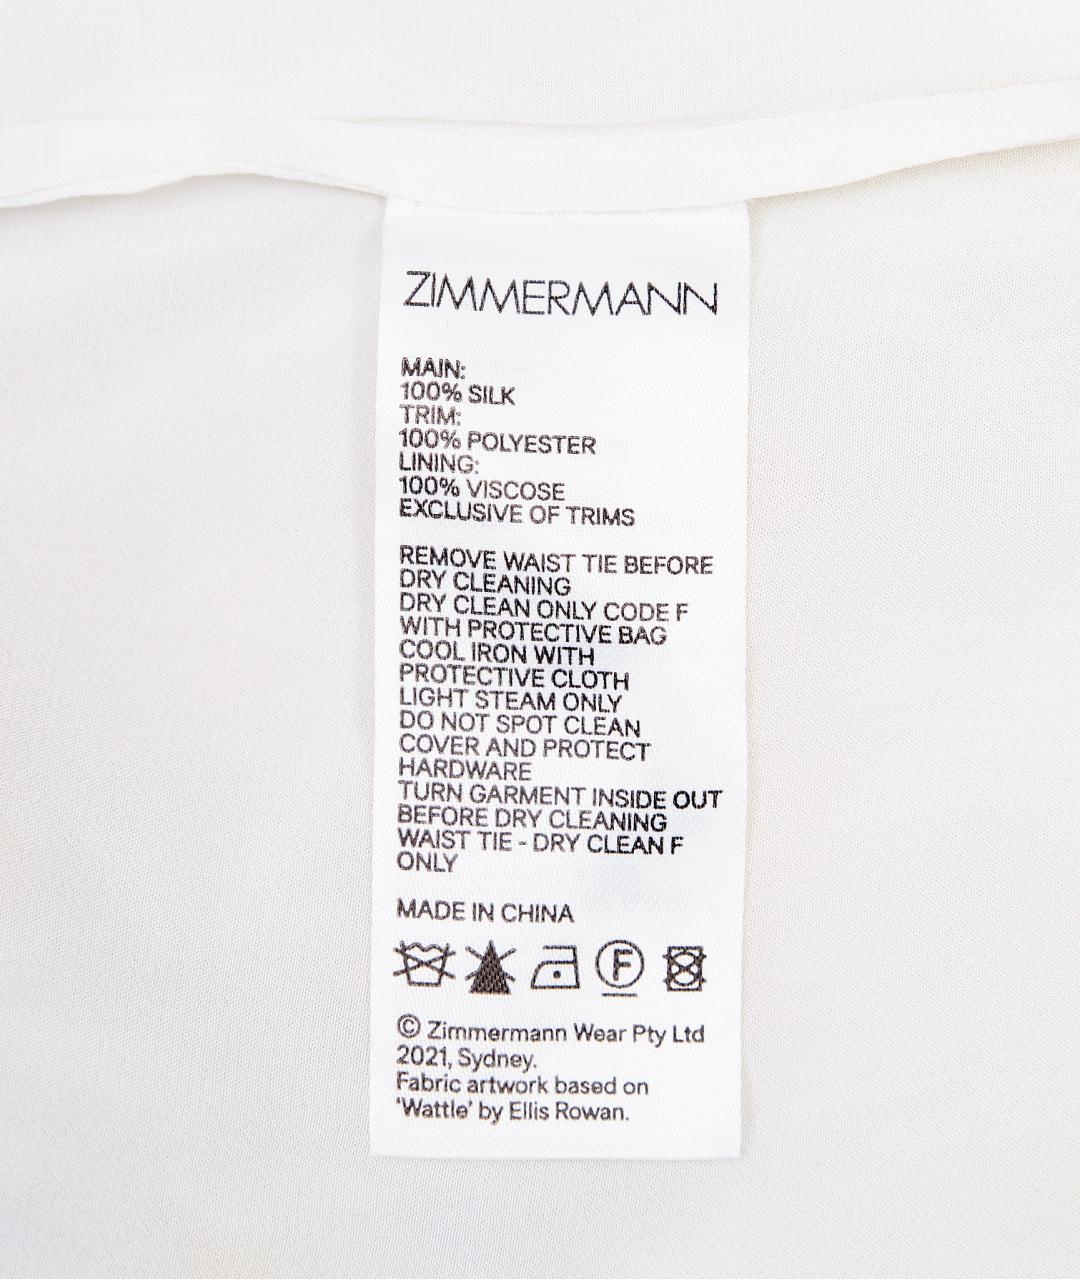 ZIMMERMANN
MAIN:
100% SILK
TRIM:
100% POLYESTER
LINING:
100% VISCOSE
EXCLUSIVE OF TRIMS
REMOVE WAIST TIE BEFORE
DRY CLEANING
DRY CLEAN ONLY CODE F
WITH PROTECTIVE BAG
COOL IRON WITH
PROTECTIVE CLOTH
LIGHT STEAM ONLY
DO NOT SPOT CLEAN
COVER AND PROTECT
HARDWARE
TURN GARMENT INSIDE OUT
BEFORE DRY CLEANING
WAIST TIE - DRY CLEAN F
ONLY
MADE IN CHINA
F
© Zimmermann Wear Pty Ltd
2021, Sydney.
Fabric artwork based on
'Wattle' by Ellis Rowan.